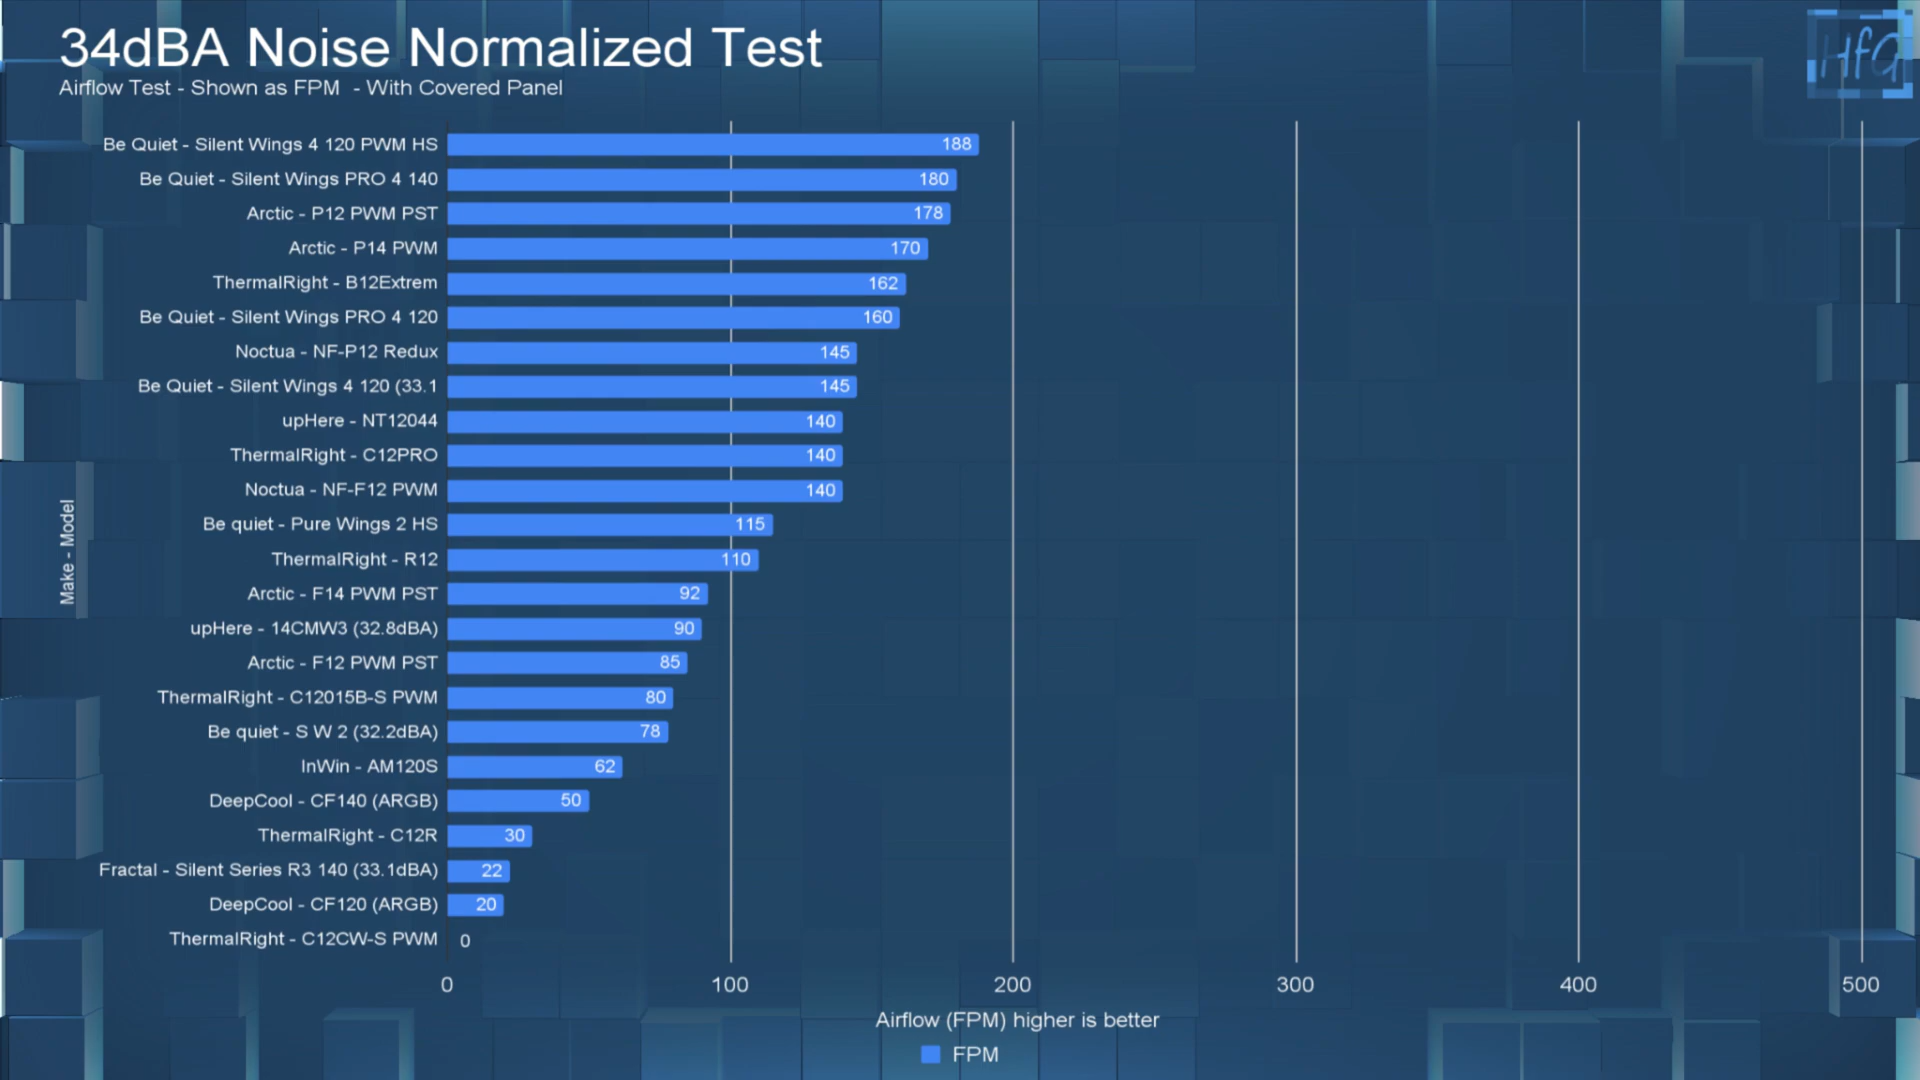 34dBA Noise Normalized Test
Airflow Test - Shown as FPM - With Covered Panel
HfG
Be Quiet - Silent Wings 4 120 PWM HS 188
Be Quiet - Silent Wings PRO 4 140 180
Arctic - P12 PWM PST 178
Arctic - P14 PWM 170
ThermalRight - B12Extrem 162
Be Quiet - Silent Wings PRO 4 120 160
Noctua - NF-P12 Redux 145
Be Quiet - Silent Wings 4 120 (33.1 145
upHere - NT12044 140
ThermalRight - C12PRO 140
Noctua - NF-F12 PWM 140
Be quiet - Pure Wings 2 HS 115
ThermalRight - R12 110
Arctic - F14 PWM PST 92
upHere - 14CMW3 (32.8dBA) 90
Arctic - F12 PWM PST 85
ThermalRight - C12015B-S PWM 80
Be quiet - S W 2 (32.2dBA) 78
InWin - AM120S 62
DeepCool - CF140 (ARGB) 50
ThermalRight - C12R 30
Fractal - Silent Series R3 140 (33.1dBA) 22
DeepCool - CF120 (ARGB) 20
ThermalRight - C12CW-S PWM 0
Make - Model
0 100 200 300 400 500
Airflow (FPM) higher is better
FPM